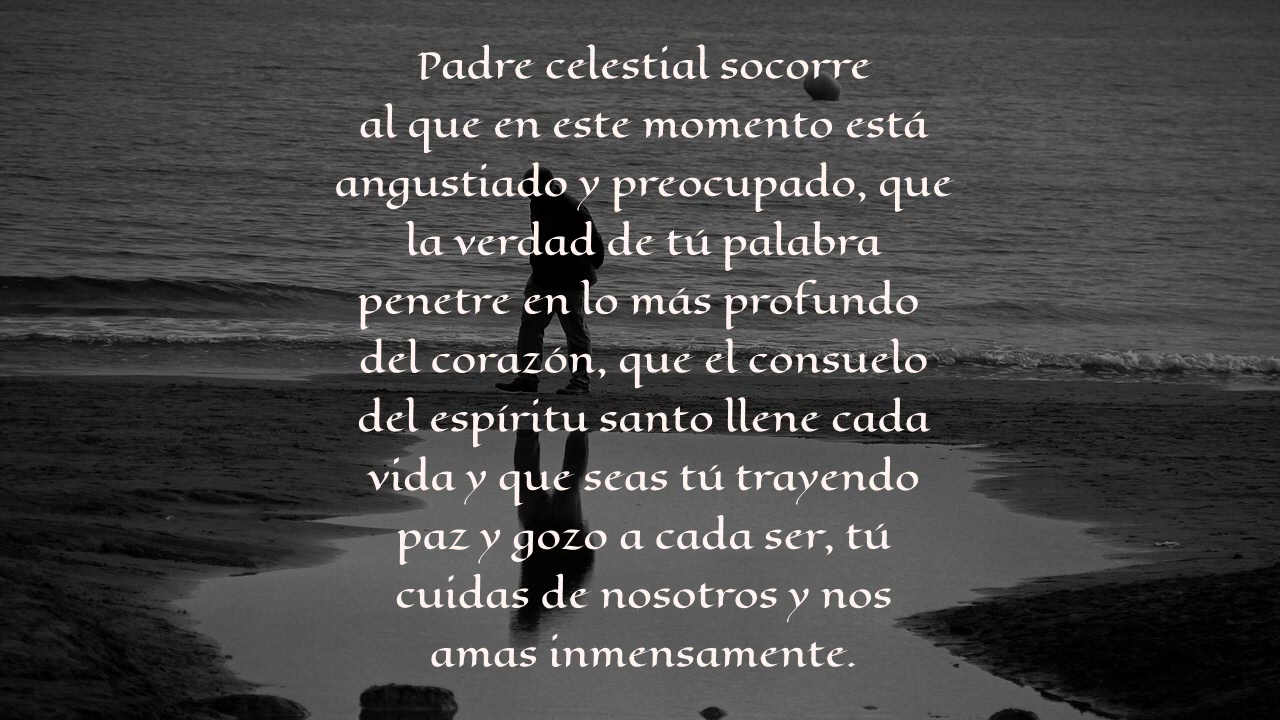 Padre celestial socorre
al que en este momento está
angustiado y preocupado, que
la verdad de tú palabra
penetre en lo más profundo
del corazón, que el consuelo
del espíritu santo llene cada
vida y que seas tú trayendo
paz y gozo a cada ser, tú
cuidas de nosotros y nos
amas inmensamente.